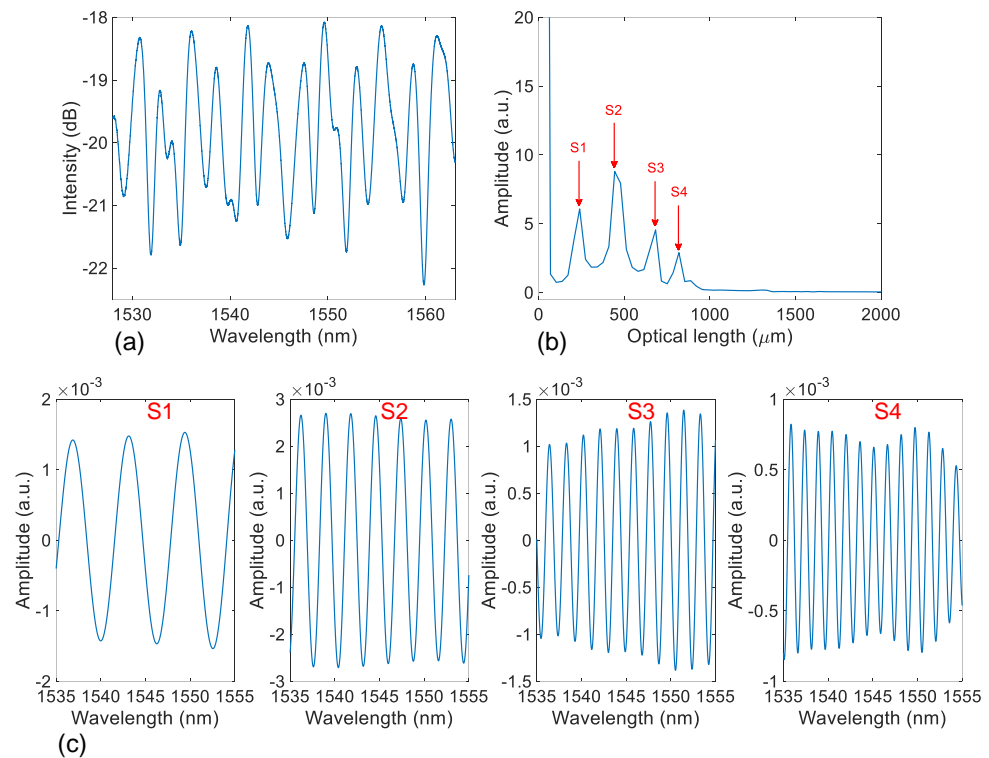 -17
-18
-19
-20
-21
-22
Intensity (dB)
1530 1540 1550 1560
Wavelength (nm)
(a)
20
15
10
5
0
Amplitude (a.u.)
S1
S2
S3
S4
0 500 1000 1500 2000
Optical length (μm)
(b)
×10⁻³
S1
2
1
0
-1
-2
Amplitude (a.u.)
1535 1540 1545 1550 1555
Wavelength (nm)
(c)
×10⁻³
S2
3
2
1
0
-1
-2
-3
Amplitude (a.u.)
1535 1540 1545 1550 1555
Wavelength (nm)
×10⁻³
S3
1.5
1
0.5
0
-0.5
-1
-1.5
Amplitude (a.u.)
1535 1540 1545 1550 1555
Wavelength (nm)
×10⁻³
S4
1
0.5
0
-0.5
-1
Amplitude (a.u.)
1535 1540 1545 1550 1555
Wavelength (nm)